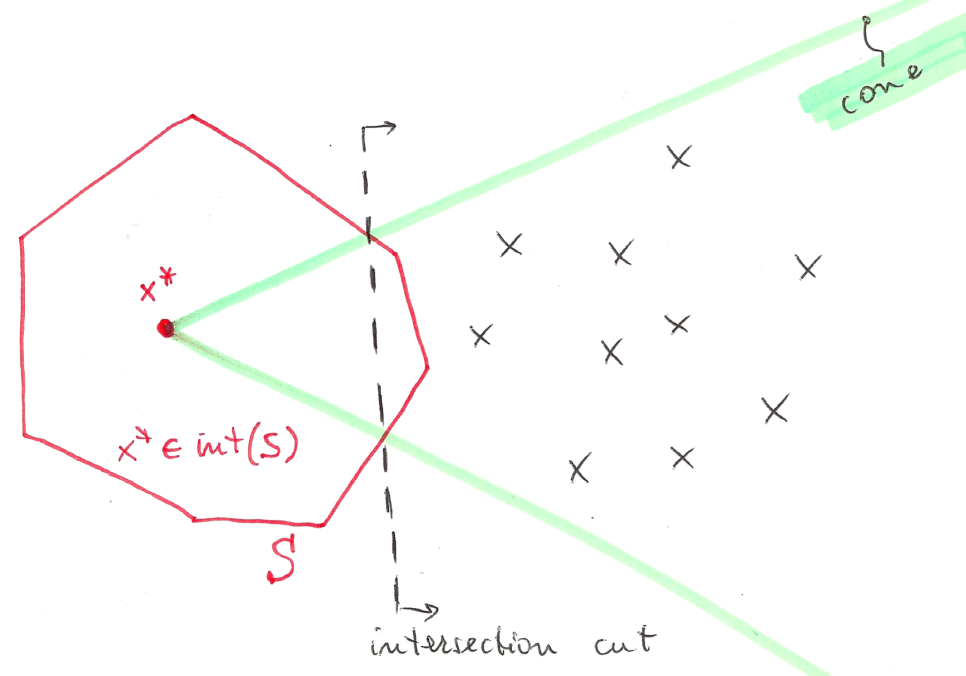 cone
x*
x* ∈ int(S)
S
intersection cut